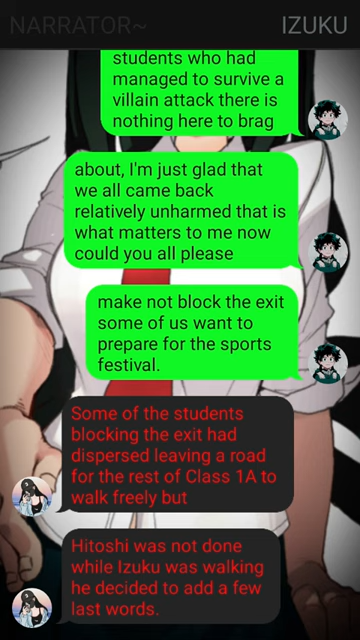 NARRATOR~ IZUKU
students who had
managed to survive a
villain attack there is
nothing here to brag
about, I'm just glad that
we all came back
relatively unharmed that is
what matters to me now
could you all please
make not block the exit
some of us want to
prepare for the sports
festival.
Some of the students
blocking the exit had
dispersed leaving a road
for the rest of Class 1A to
walk freely but
Hitoshi was not done
while Izuku was walking
he decided to add a few
last words.